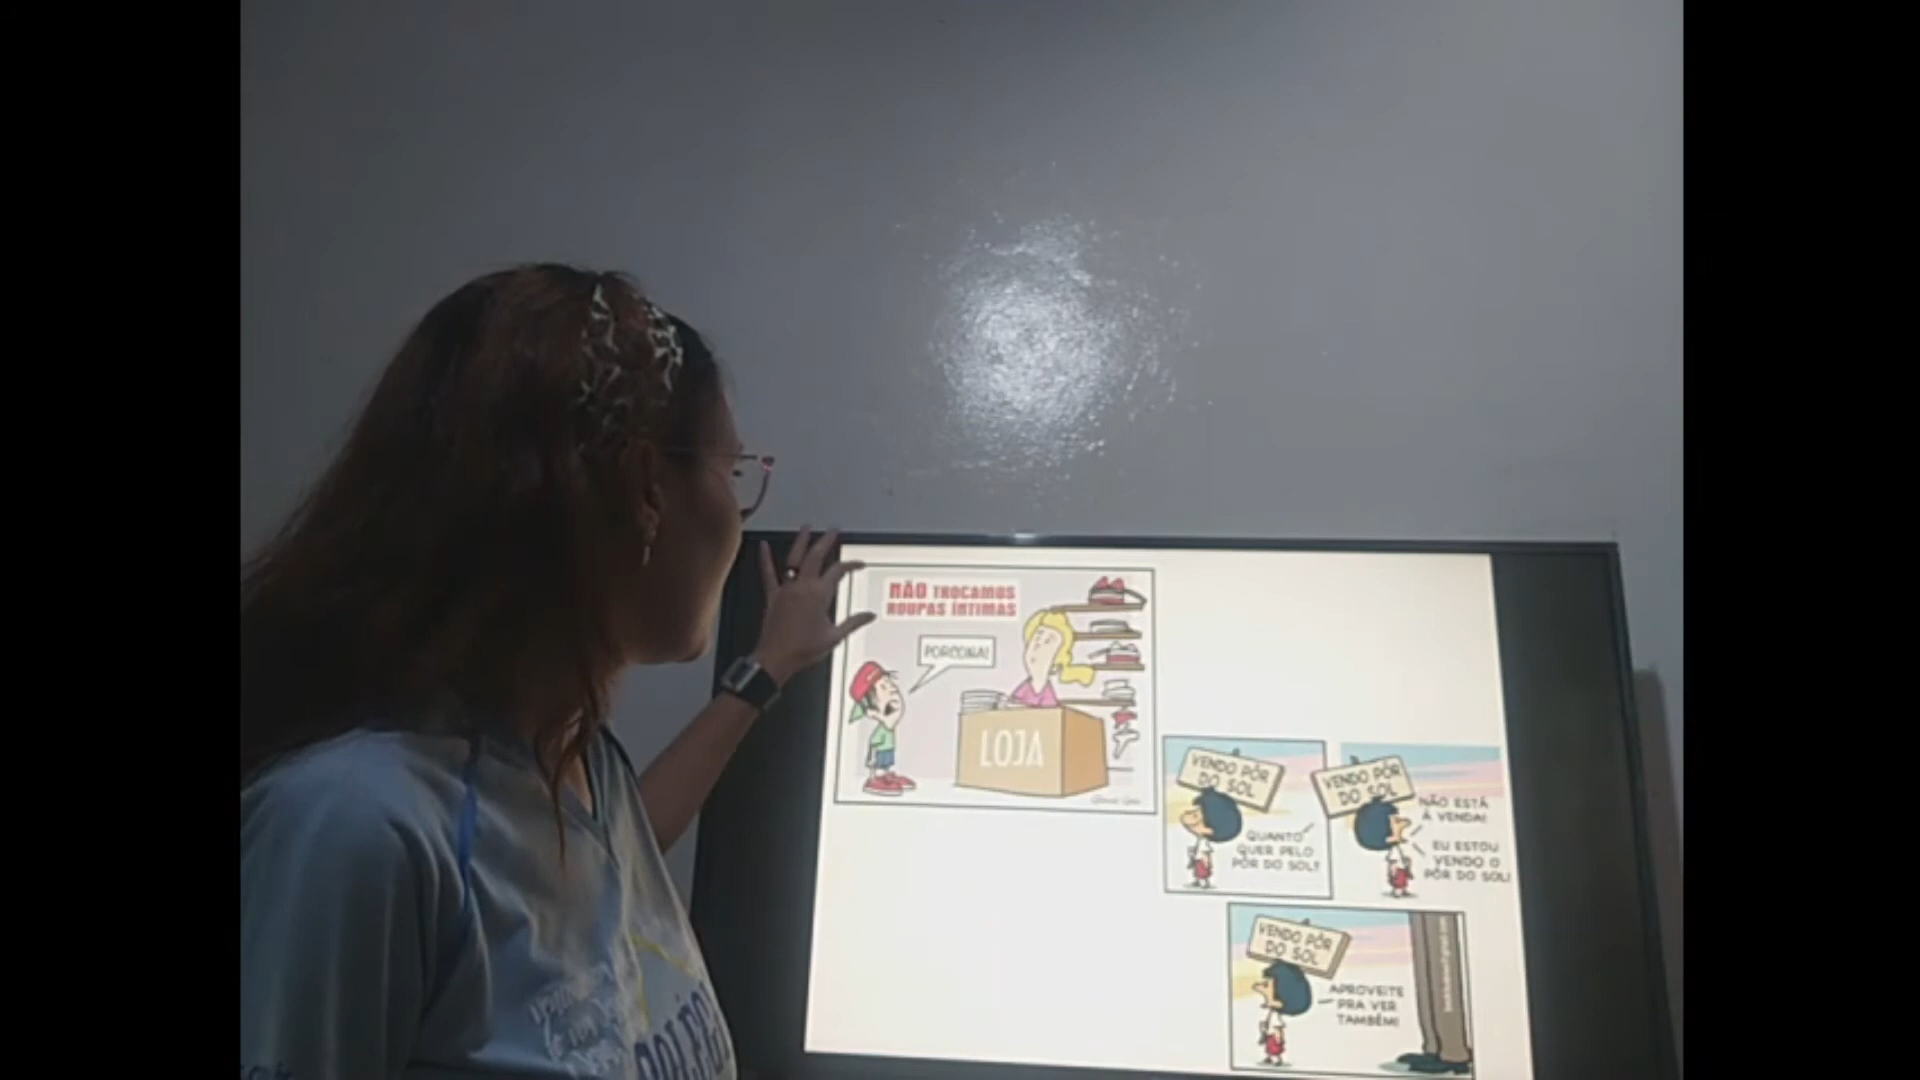 NÃO TROCAMOS
ROUPAS ÍNTIMAS
PORCONA!
LOJA
VENDO PÔR
DO SOL
QUANTO
QUER PELO
PÔR DO SOL?
VENDO PÔR
DO SOL
NÃO ESTÁ
À VENDA!
EU ESTOU
VENDO O
PÔR DO SOL!
VENDO PÔR
DO SOL
APROVEITE
PRA VER
TAMBÉM!